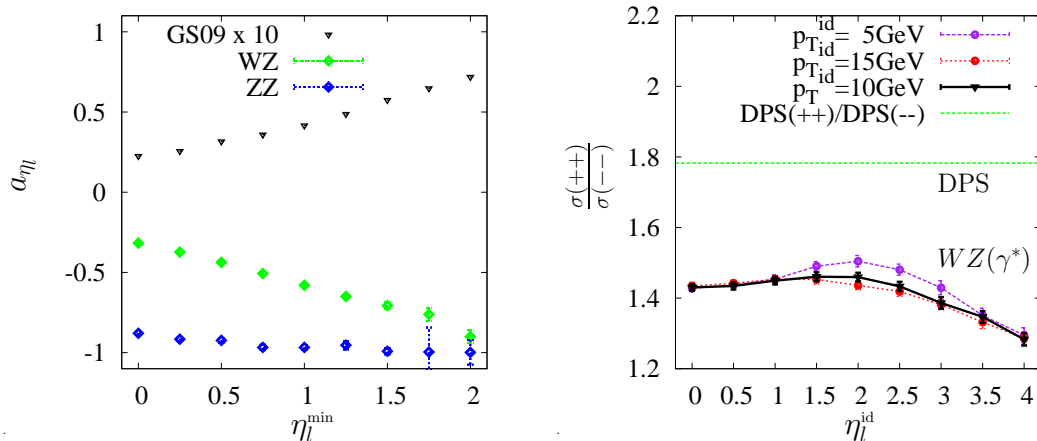 1
0.5
0
-0.5
-1
a_{η_l}
GS09 x 10
WZ
ZZ
0 0.5 1 1.5 2
η_l^{min}
2.2
2
1.8
1.6
1.4
1.2
σ(++)
σ(−−)
p_T^{id}= 5GeV
p_T^{id}=15GeV
p_T^{id}=10GeV
DPS(++)/DPS(--)
DPS
WZ(γ*)
0 0.5 1 1.5 2 2.5 3 3.5 4
η_l^{id}